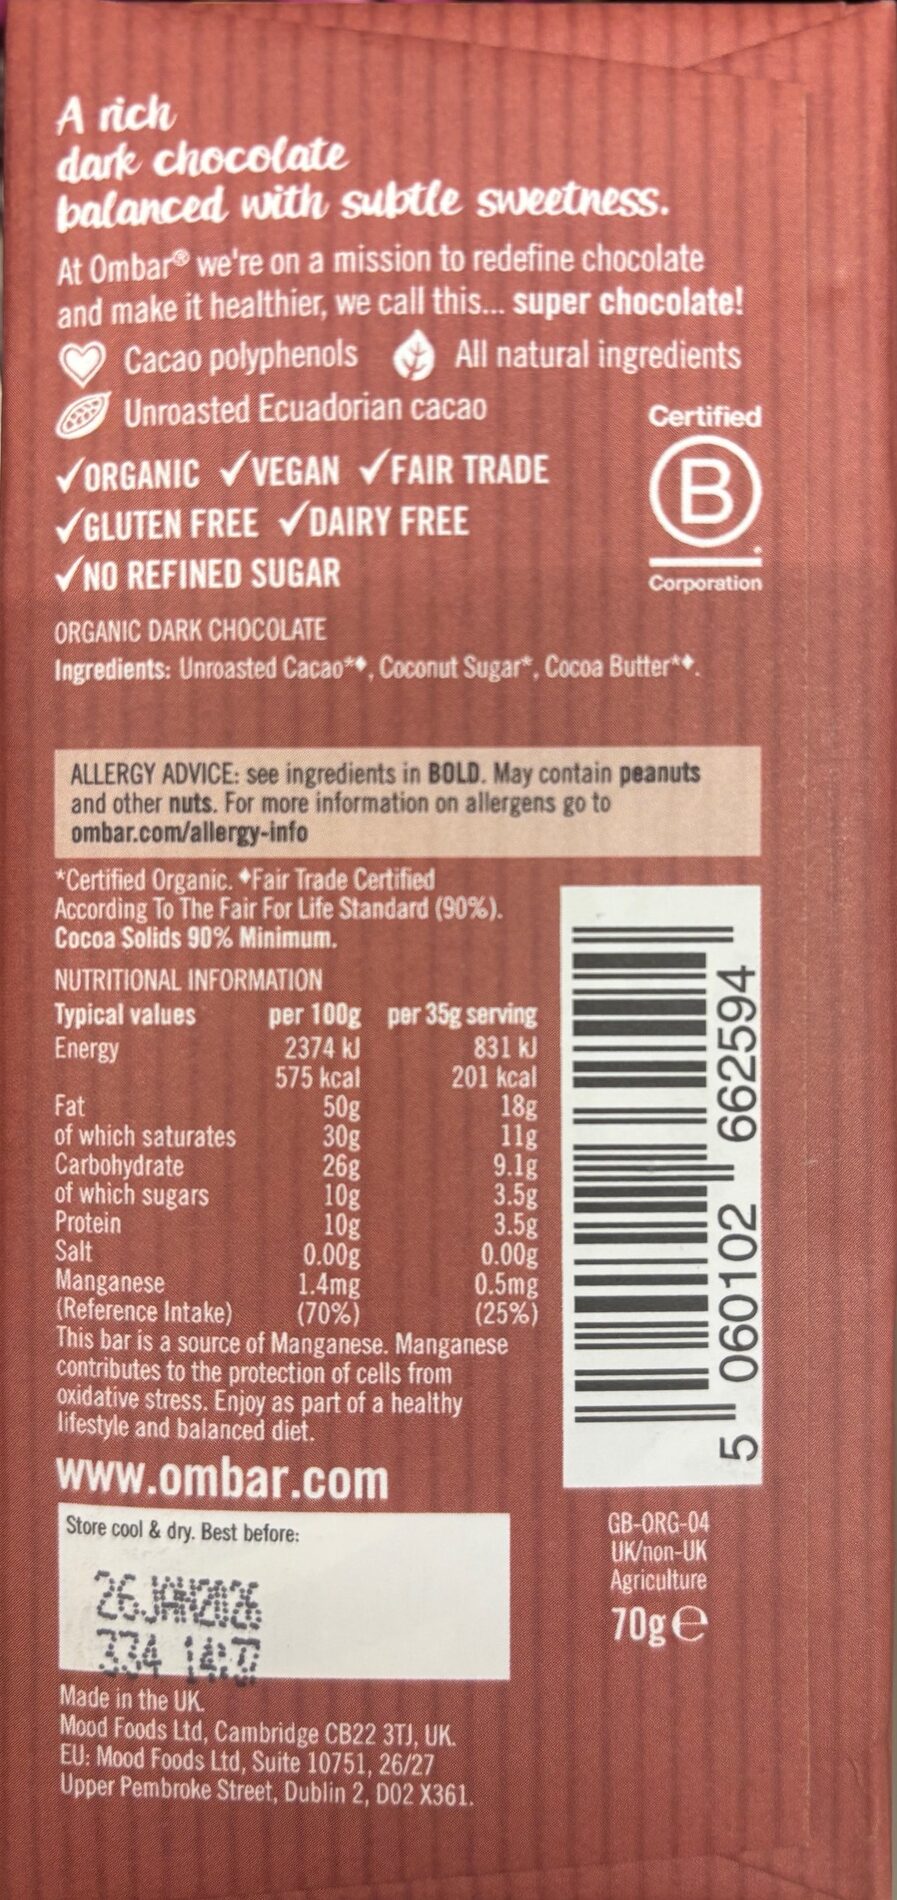 A rich
dark chocolate
balanced with subtle sweetness.
At Ombar® we're on a mission to redefine chocolate
and make it healthier, we call this... super chocolate!
Cacao polyphenols All natural ingredients
Unroasted Ecuadorian cacao
Certified
B
Corporation
✓ORGANIC ✓VEGAN ✓FAIR TRADE
✓GLUTEN FREE ✓DAIRY FREE
✓NO REFINED SUGAR
ORGANIC DARK CHOCOLATE
Ingredients: Unroasted Cacao*♦, Coconut Sugar*, Cocoa Butter*♦.
ALLERGY ADVICE: see ingredients in BOLD. May contain peanuts
and other nuts. For more information on allergens go to
ombar.com/allergy-info
*Certified Organic. ♦Fair Trade Certified
According To The Fair For Life Standard (90%).
Cocoa Solids 90% Minimum.
NUTRITIONAL INFORMATION
Typical values per 100g per 35g serving
Energy 2374 kJ 831 kJ
575 kcal 201 kcal
Fat 50g 18g
of which saturates 30g 11g
Carbohydrate 26g 9.1g
of which sugars 10g 3.5g
Protein 10g 3.5g
Salt 0.00g 0.00g
Manganese 1.4mg 0.5mg
(Reference Intake) (70%) (25%)
This bar is a source of Manganese. Manganese
contributes to the protection of cells from
oxidative stress. Enjoy as part of a healthy
lifestyle and balanced diet.
www.ombar.com
5 060102 662594
Store cool & dry. Best before:
26JAN2026
334
GB-ORG-04
UK/non-UK
Agriculture
70g ℮
Made in the UK.
Mood Foods Ltd, Cambridge CB22 3TJ, UK.
EU: Mood Foods Ltd, Suite 10751, 26/27
Upper Pembroke Street, Dublin 2, D02 X361.